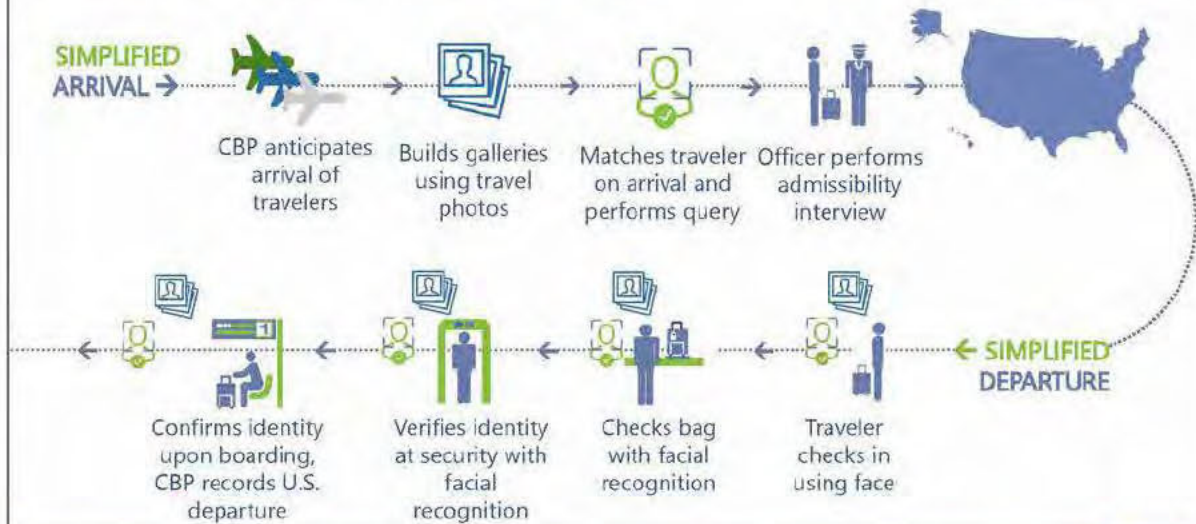 SIMPLIFIED
ARRIVAL
CBP anticipates
arrival of
travelers
Builds galleries
using travel
photos
Matches traveler
on arrival and
performs query
Officer performs
admissibility
interview
SIMPLIFIED
DEPARTURE
Traveler
checks in
using face
Checks bag
with facial
recognition
Verifies identity
at security with
facial
recognition
1
Confirms identity
upon boarding,
CBP records U.S.
departure